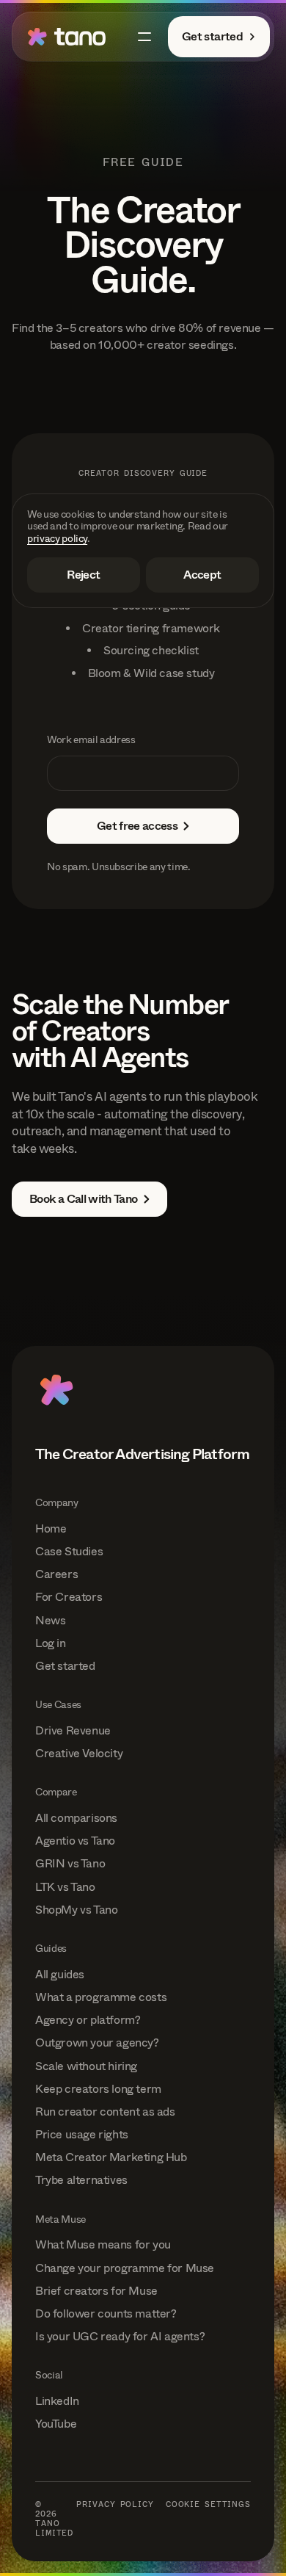 tano
Get started
FREE GUIDE
The Creator
Discovery
Guide.
Find the 3–5 creators who drive 80% of revenue —
based on 10,000+ creator seedings.
CREATOR DISCOVERY GUIDE
We use cookies to understand how our site is
used and to improve our marketing. Read our
privacy policy.
Reject
Accept
• Creator tiering framework
• Sourcing checklist
• Bloom & Wild case study
Work email address
Get free access
No spam. Unsubscribe any time.
Scale the Number
of Creators
with AI Agents
We built Tano's AI agents to run this playbook
at 10x the scale - automating the discovery,
outreach, and management that used to
take weeks.
Book a Call with Tano
The Creator Advertising Platform
Company
Home
Case Studies
Careers
For Creators
News
Log in
Get started
Use Cases
Drive Revenue
Creative Velocity
Compare
All comparisons
Agentio vs Tano
GRIN vs Tano
LTK vs Tano
ShopMy vs Tano
Guides
All guides
What a programme costs
Agency or platform?
Outgrown your agency?
Scale without hiring
Keep creators long term
Run creator content as ads
Price usage rights
Meta Creator Marketing Hub
Trybe alternatives
Meta Muse
What Muse means for you
Change your programme for Muse
Brief creators for Muse
Do follower counts matter?
Is your UGC ready for AI agents?
Social
LinkedIn
YouTube
©
2026
TANO
LIMITED
PRIVACY POLICY
COOKIE SETTINGS